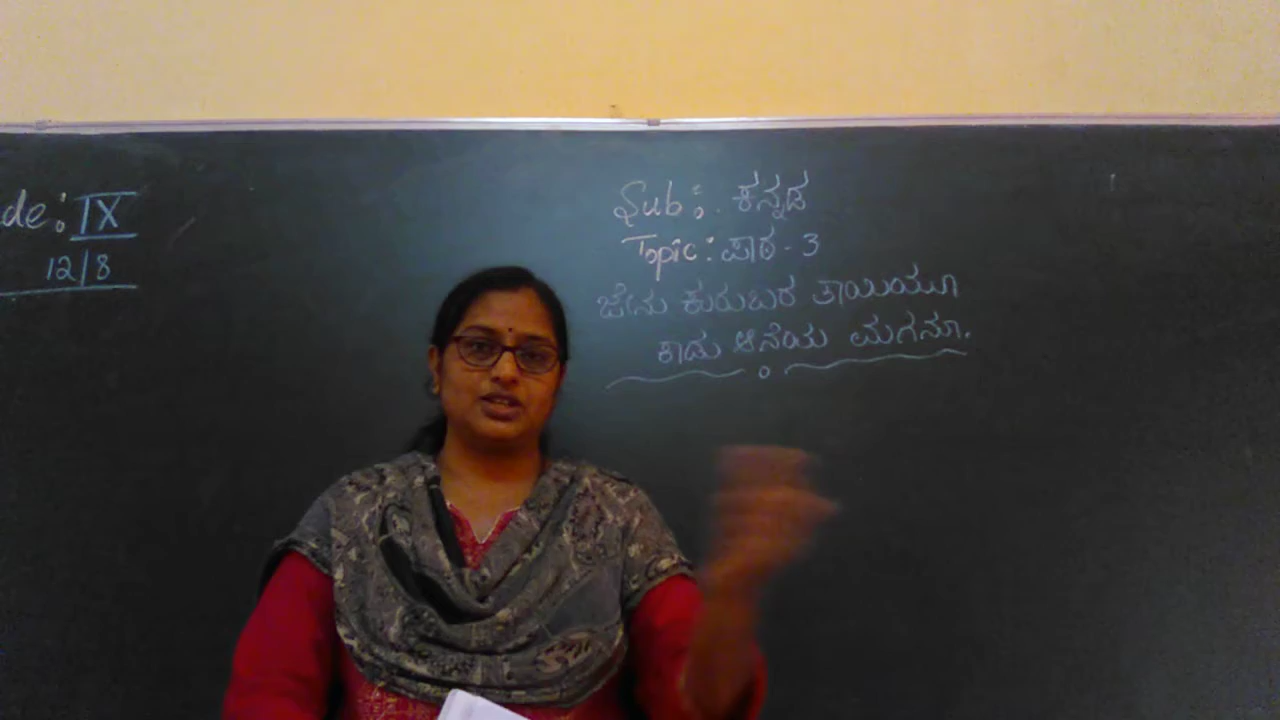 de: IX
12/8
Sub: ಕನ್ನಡ
Topic: ಪಾಠ - 3
ಜೇನು ಕುರುಬರ ತಾಯಿಯೂ
ಕಾಡು ಆನೆಯ ಮಗನೂ.